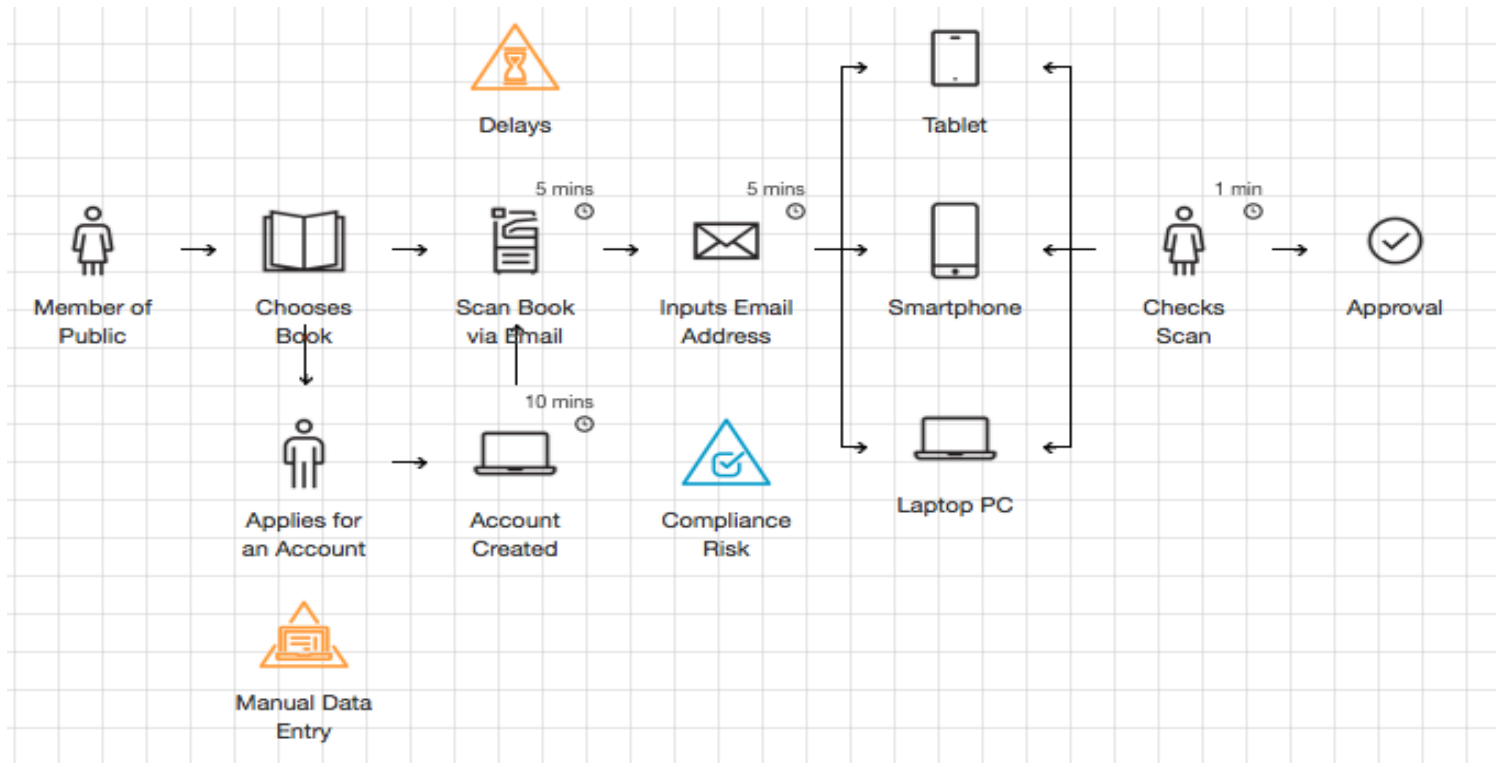 Delays
Tablet
5 mins
5 mins
1 min
Member of
Public
Chooses
Book
Scan Book
via Email
Inputs Email
Address
Smartphone
Checks
Scan
Approval
10 mins
Applies for
an Account
Account
Created
Compliance
Risk
Laptop PC
Manual Data
Entry